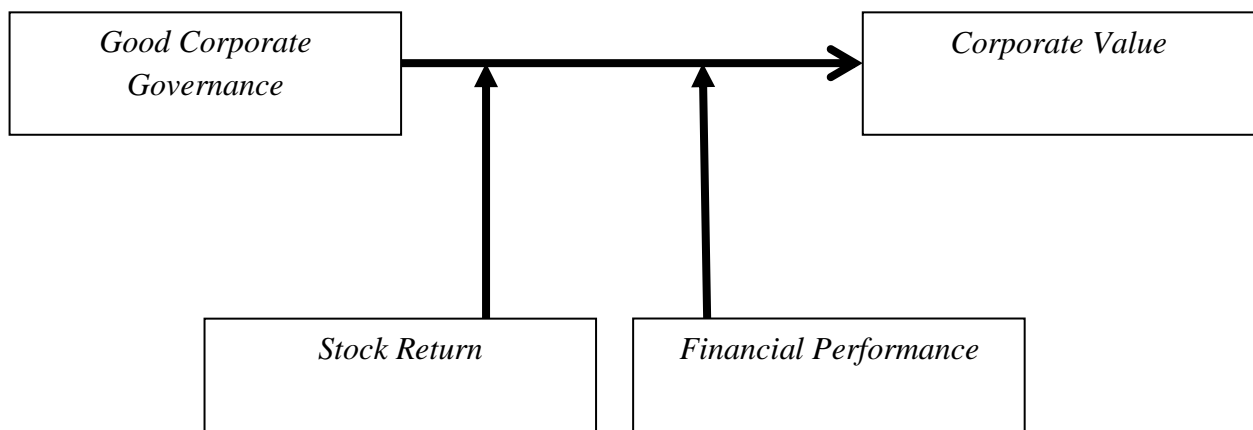 Good Corporate
Governance
Corporate Value
Stock Return
Financial Performance